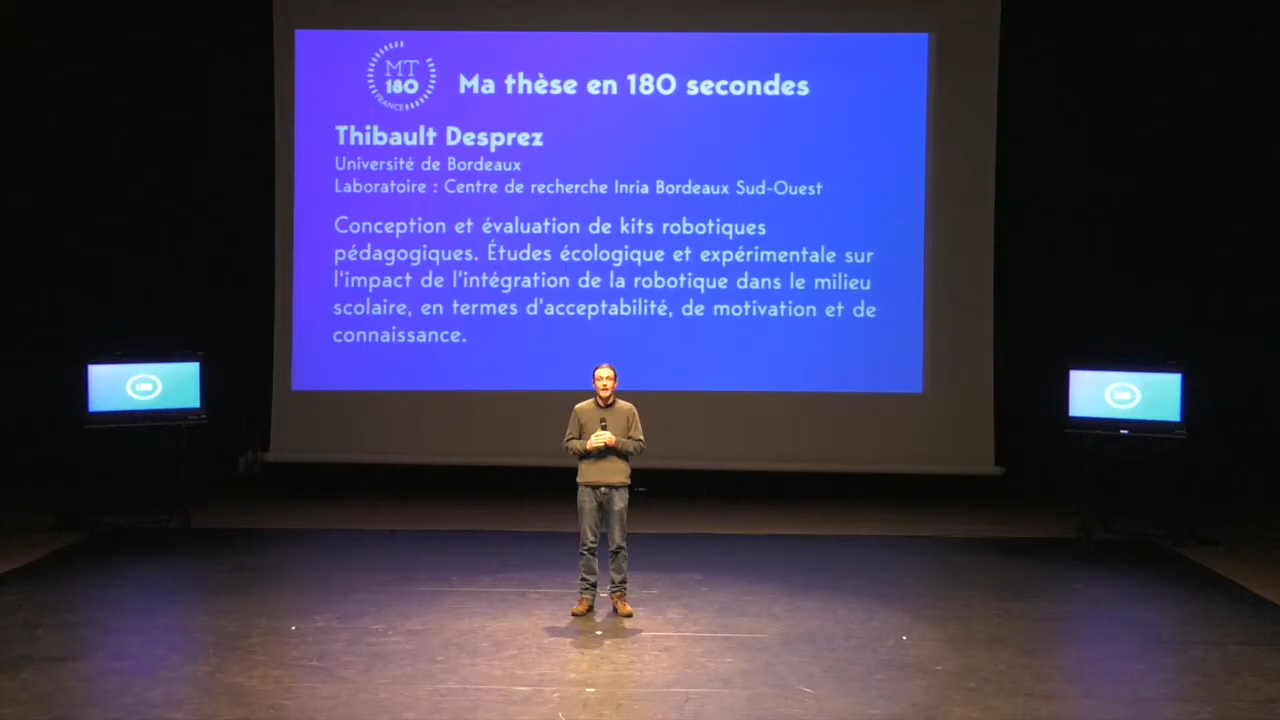 MT
180
FRANCE
Ma thèse en 180 secondes
Thibault Desprez
Université de Bordeaux
Laboratoire : Centre de recherche Inria Bordeaux Sud-Ouest
Conception et évaluation de kits robotiques
pédagogiques. Études écologique et expérimentale sur
l'impact de l'intégration de la robotique dans le milieu
scolaire, en termes d'acceptabilité, de motivation et de
connaissance.